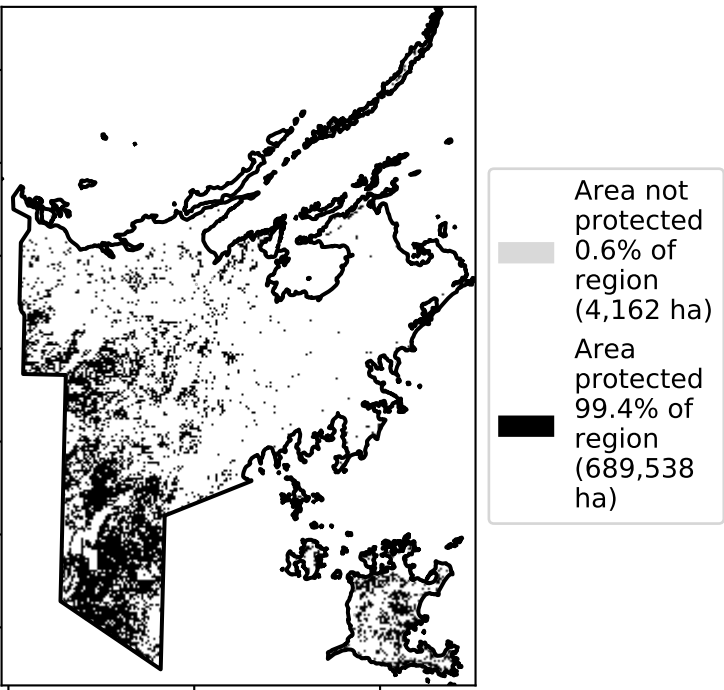 Area not
protected
0.6% of
region
(4,162 ha)
Area
protected
99.4% of
region
(689,538
ha)